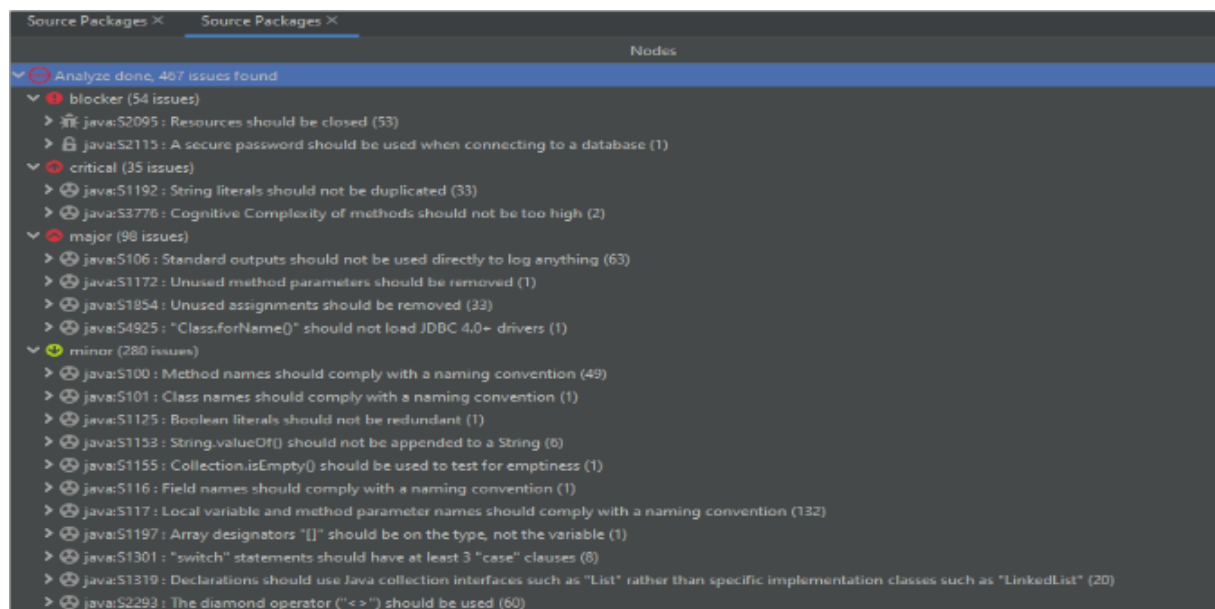 Source Packages × Source Packages ×
Nodes
Analyze done, 467 issues found
blocker (54 issues)
java:S2095 : Resources should be closed (53)
java:S2115 : A secure password should be used when connecting to a database (1)
critical (35 issues)
java:S1192 : String literals should not be duplicated (33)
java:S3776 : Cognitive Complexity of methods should not be too high (2)
major (98 issues)
java:S106 : Standard outputs should not be used directly to log anything (63)
java:S1172 : Unused method parameters should be removed (1)
java:S1854 : Unused assignments should be removed (33)
java:S4925 : "Class.forName()" should not load JDBC 4.0+ drivers (1)
minor (280 issues)
java:S100 : Method names should comply with a naming convention (49)
java:S101 : Class names should comply with a naming convention (1)
java:S1125 : Boolean literals should not be redundant (1)
java:S1153 : String.valueOf() should not be appended to a String (6)
java:S1155 : Collection.isEmpty() should be used to test for emptiness (1)
java:S116 : Field names should comply with a naming convention (1)
java:S117 : Local variable and method parameter names should comply with a naming convention (132)
java:S1197 : Array designators "[]" should be on the type, not the variable (1)
java:S1301 : "switch" statements should have at least 3 "case" clauses (8)
java:S1319 : Declarations should use Java collection interfaces such as "List" rather than specific implementation classes such as "LinkedList" (20)
java:S2293 : The diamond operator ("<>") should be used (60)